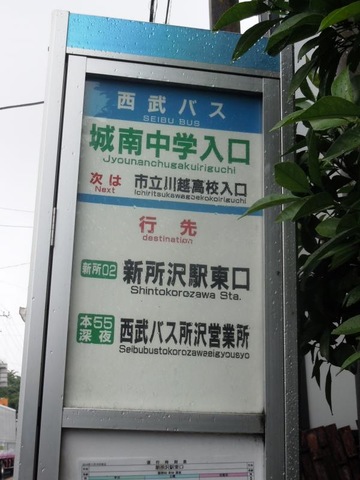 西武バス
SEIBU BUS
城南中学入口
Jyounanchugakuiriguchi
次は 市立川越高校入口
Next Ichiritsukawagoekokoiriguchi
行先
destination
新所02 新所沢駅東口
Shintokorozawa Sta.
本55 深夜 西武バス所沢営業所
Seibubustokorozawaeigyousyo